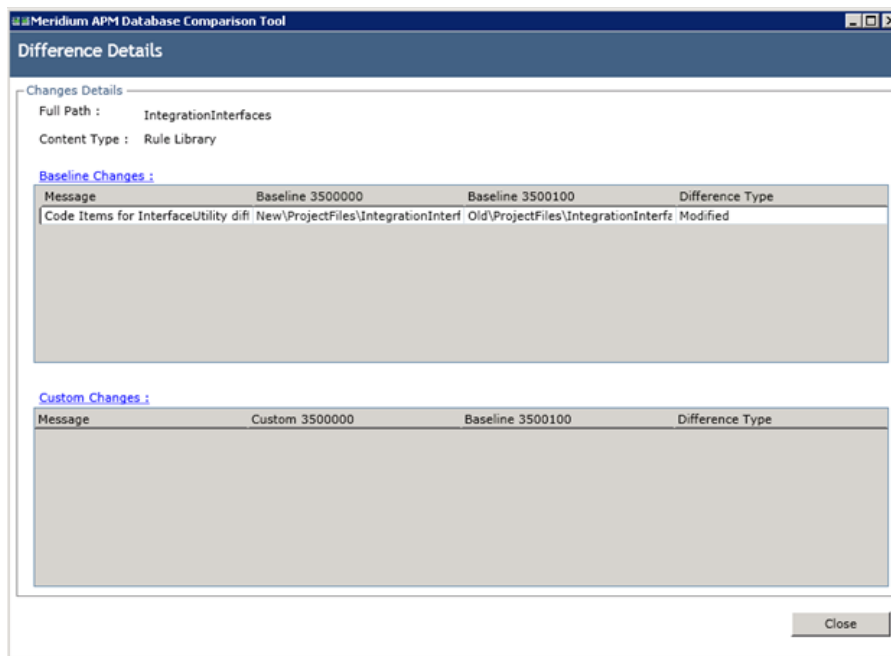 Meridium APM Database Comparison Tool
Difference Details
Changes Details
Full Path : IntegrationInterfaces
Content Type : Rule Library
Baseline Changes :
Message Baseline 3500000 Baseline 3500100 Difference Type
Code Items for InterfaceUtility diff New\ProjectFiles\IntegrationInterf Old\ProjectFiles\IntegrationInterfa Modified
Custom Changes :
Message Custom 3500000 Baseline 3500100 Difference Type
Close